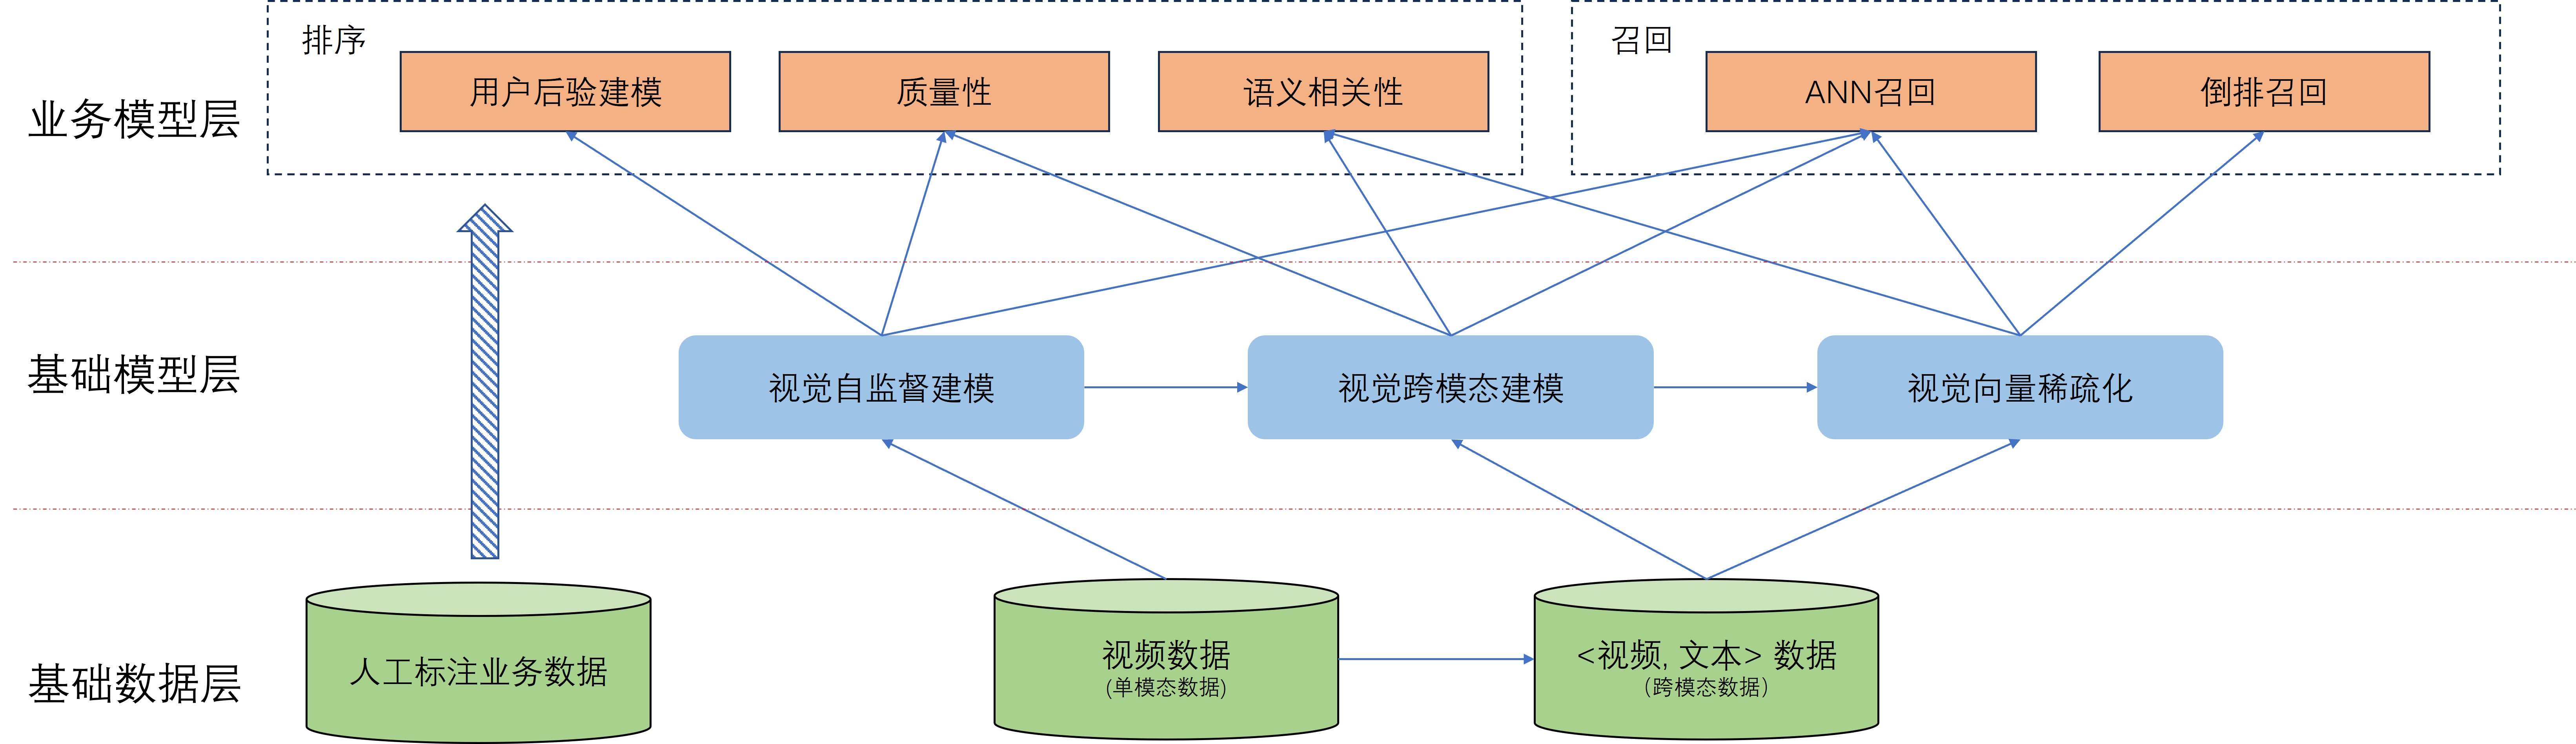 排序
召回
用户后验建模
质量性
语义相关性
ANN召回
倒排召回
业务模型层
基础模型层
视觉自监督建模
视觉跨模态建模
视觉向量稀疏化
基础数据层
人工标注业务数据
视频数据
(单模态数据)
<视频, 文本> 数据
（跨模态数据）